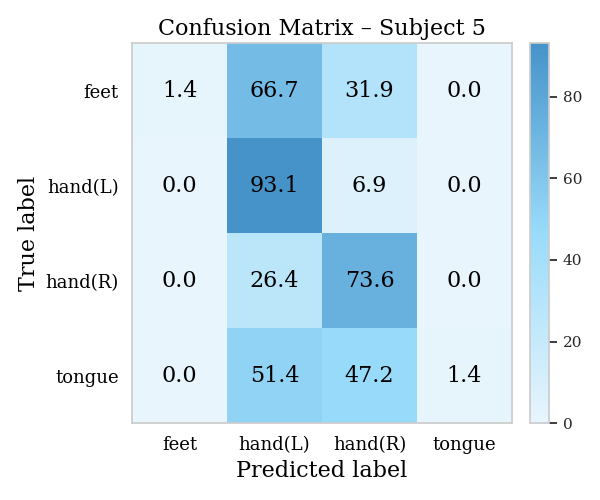 Confusion Matrix – Subject 5
feet 1.4 66.7 31.9 0.0
hand(L) 0.0 93.1 6.9 0.0
hand(R) 0.0 26.4 73.6 0.0
tongue 0.0 51.4 47.2 1.4
feet hand(L) hand(R) tongue
Predicted label
True label
80
60
40
20
0